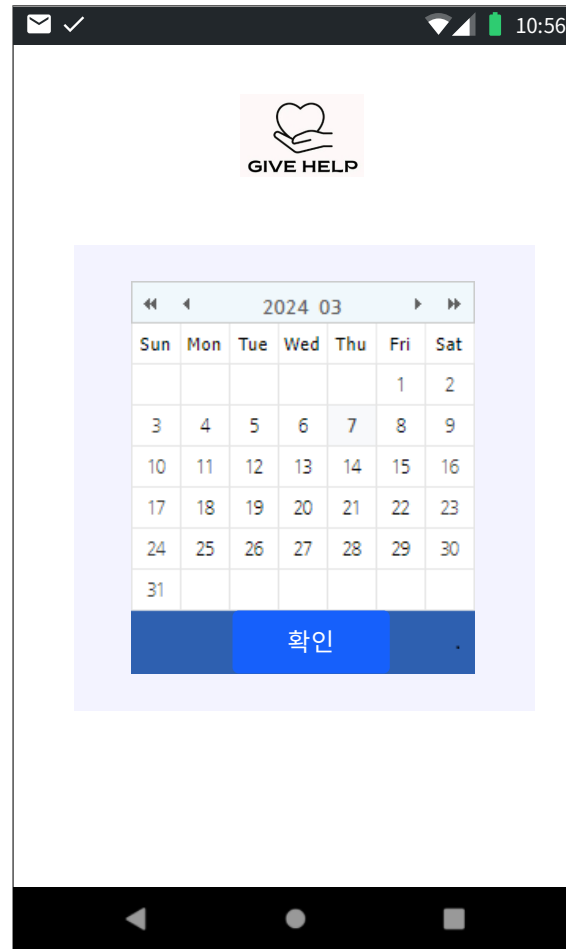 10:56
GIVE HELP
2024 03
Sun Mon Tue Wed Thu Fri Sat
1 2
3 4 5 6 7 8 9
10 11 12 13 14 15 16
17 18 19 20 21 22 23
24 25 26 27 28 29 30
31
확인 .